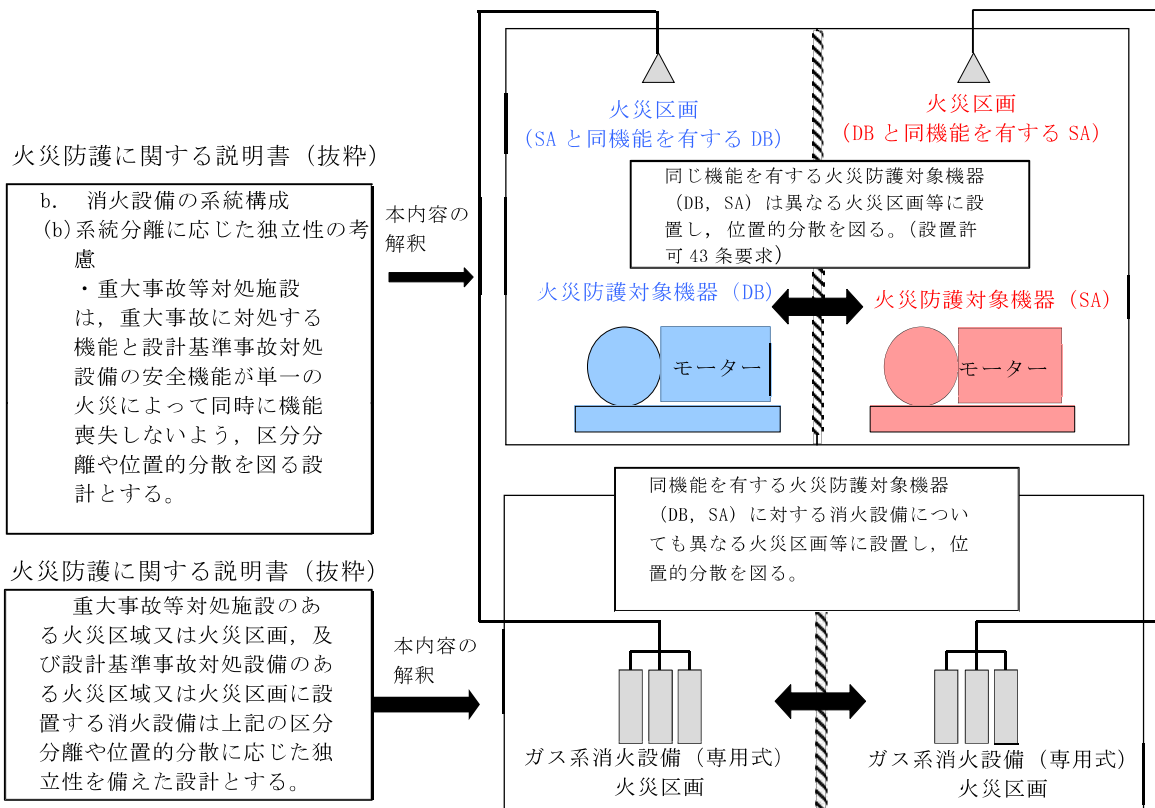 火災防護に関する説明書（抜粋）
b.　消火設備の系統構成
(b)系統分離に応じた独立性の考
慮
・重大事故等対処施設
は，重大事故に対処する
機能と設計基準事故対処
設備の安全機能が単一の
火災によって同時に機能
喪失しないよう，区分分
離や位置的分散を図る設
計とする。
本内容の
解釈
火災区画
(SA と同機能を有する DB)
火災区画
(DB と同機能を有する SA)
同じ機能を有する火災防護対象機器
（DB, SA）は異なる火災区画等に設
置し，位置的分散を図る。（設置許
可 43 条要求）
火災防護対象機器（DB）
火災防護対象機器（SA）
モーター
モーター
火災防護に関する説明書（抜粋）
重大事故等対処施設のあ
る火災区域又は火災区画，及
び設計基準事故対処設備のあ
る火災区域又は火災区画に設
置する消火設備は上記の区分
分離や位置的分散に応じた独
立性を備えた設計とする。
本内容の
解釈
同機能を有する火災防護対象機器
（DB, SA）に対する消火設備につい
ても異なる火災区画等に設置し，位
置的分散を図る。
ガス系消火設備（専用式）
火災区画
ガス系消火設備（専用式）
火災区画